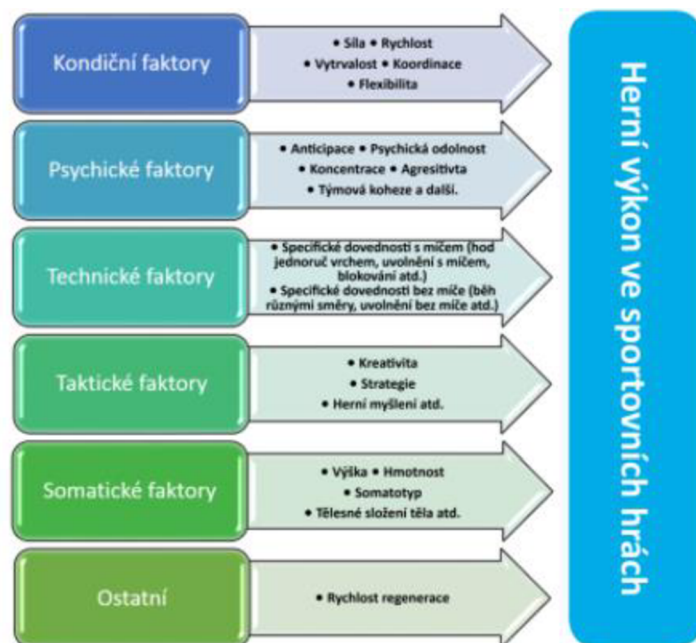 Kondiční faktory
• Síla • Rychlost
• Vytrvalost • Koordinace
• Flexibilita
Psychické faktory
• Anticipace • Psychická odolnost
• Koncentrace • Agresitivta
• Týmová koheze a další.
Technické faktory
• Specifické dovednosti s míčem (hod
jednoruč vrchem, uvolnění s míčem,
blokování atd.)
• Specifické dovednosti bez míče (běh
různými směry, uvolnění bez míče atd.)
Taktické faktory
• Kreativita
• Strategie
• Herní myšlení atd.
Somatické faktory
• Výška • Hmotnost
• Somatotyp
• Tělesné složení těla atd.
Ostatní
• Rychlost regenerace
Herní výkon ve sportovních hrách